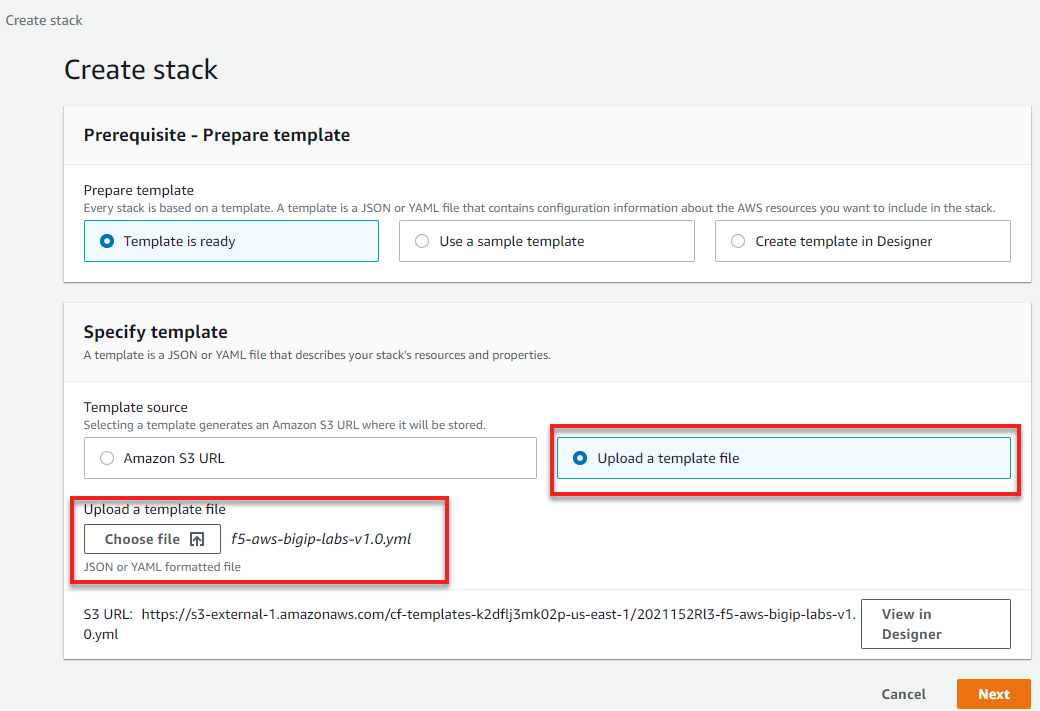 Create stack
Create stack
Prerequisite - Prepare template
Prepare template
Every stack is based on a template. A template is a JSON or YAML file that contains configuration information about the AWS resources you want to include in the stack.
Template is ready
Use a sample template
Create template in Designer
Specify template
A template is a JSON or YAML file that describes your stack's resources and properties.
Template source
Selecting a template generates an Amazon S3 URL where it will be stored.
Amazon S3 URL
Upload a template file
Upload a template file
Choose file
f5-aws-bigip-labs-v1.0.yml
JSON or YAML formatted file
S3 URL: https://s3-external-1.amazonaws.com/cf-templates-k2dflj3mk02p-us-east-1/2021152Rl3-f5-aws-bigip-labs-v1.
0.yml
View in
Designer
Cancel
Next